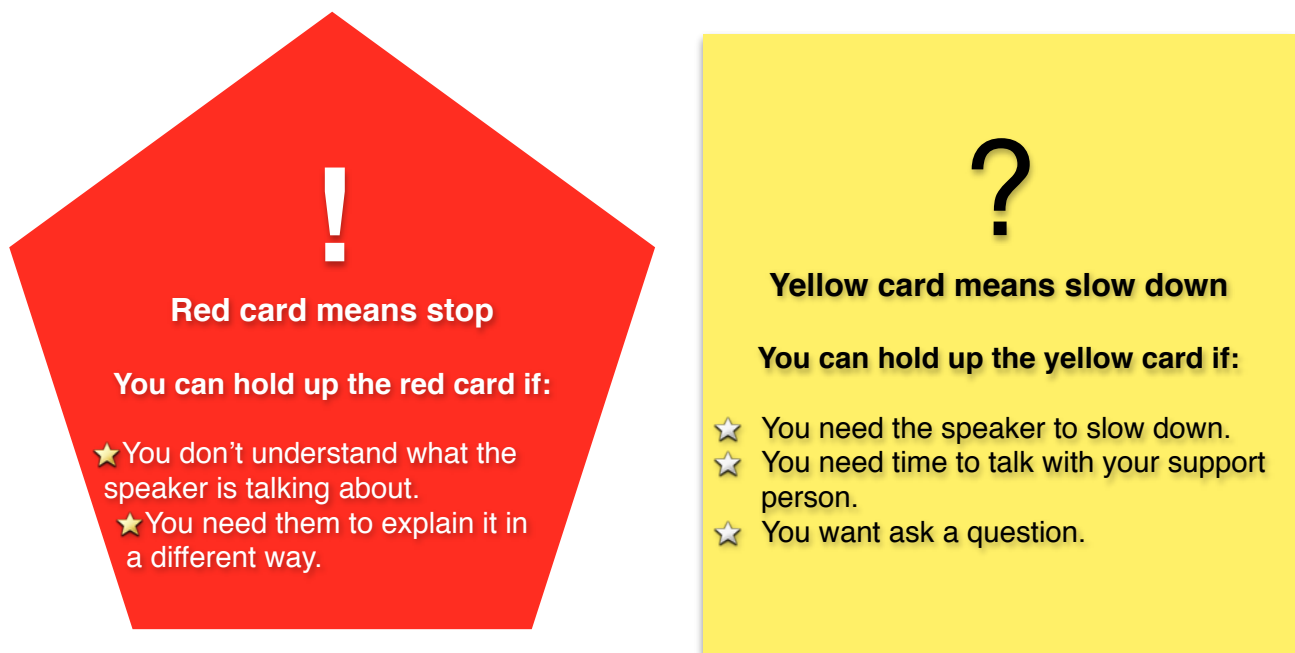 !
Red card means stop
You can hold up the red card if:
You don’t understand what the
speaker is talking about.
You need them to explain it in
a different way.
?
Yellow card means slow down
You can hold up the yellow card if:
You need the speaker to slow down.
You need time to talk with your support
person.
You want ask a question.